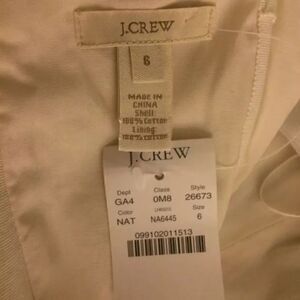 J.CREW
6
MADE IN
CHINA
Shell:
100% Cotton
Lining:
100% Cotton
J.CREW
Dept Class Style
GA4 0M8 26673
Color Size
NAT NA6445 6
099102011513